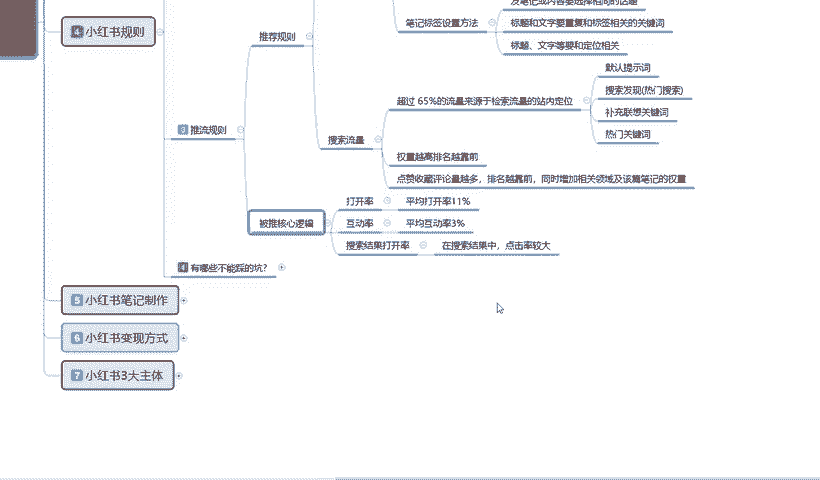 笔记标签设置方法
标题和文字要重复和标签相关的关键词
标题、文字等要和定位相关
4 小红书规则
推荐规则
3 推流规则
搜索流量
超过 65%的流量来源于检索流量的站内定位
默认提示词
搜索发现(热门搜索)
补充联想关键词
热门关键词
权重越高排名越靠前
点赞收藏评论量越多，排名越靠前，同时增加相关领域及该篇笔记的权重
被推核心逻辑
打开率
平均打开率11%
互动率
平均互动率3%
搜索结果打开率
在搜索结果中，点击率较大
4 有哪些不能踩的坑?
5 小红书笔记制作
6 小红书变现方式
7 小红书3大主体